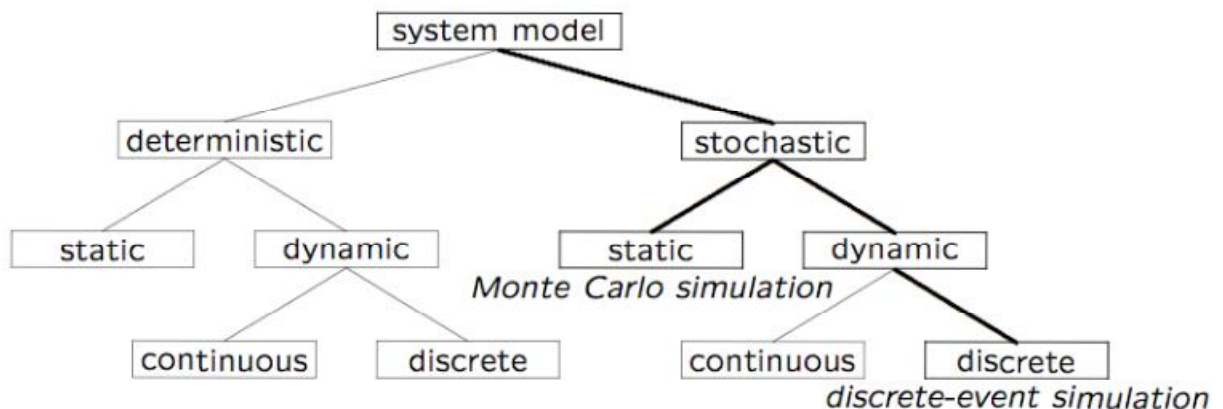 system model
deterministic
stochastic
static
dynamic
static
dynamic
Monte Carlo simulation
continuous
discrete
continuous
discrete
discrete-event simulation